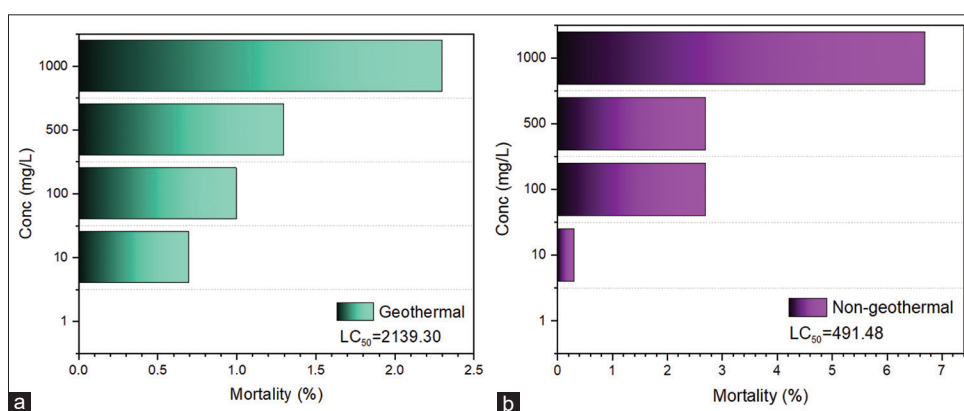 1000
500
100
10
1
Conc (mg/L)
0.0 0.5 1.0 1.5 2.0 2.5
Mortality (%)
Geothermal
LC50=2139.30
a
1000
500
100
10
1
Conc (mg/L)
0 1 2 3 4 5 6 7
Mortality (%)
Non-geothermal
LC50=491.48
b